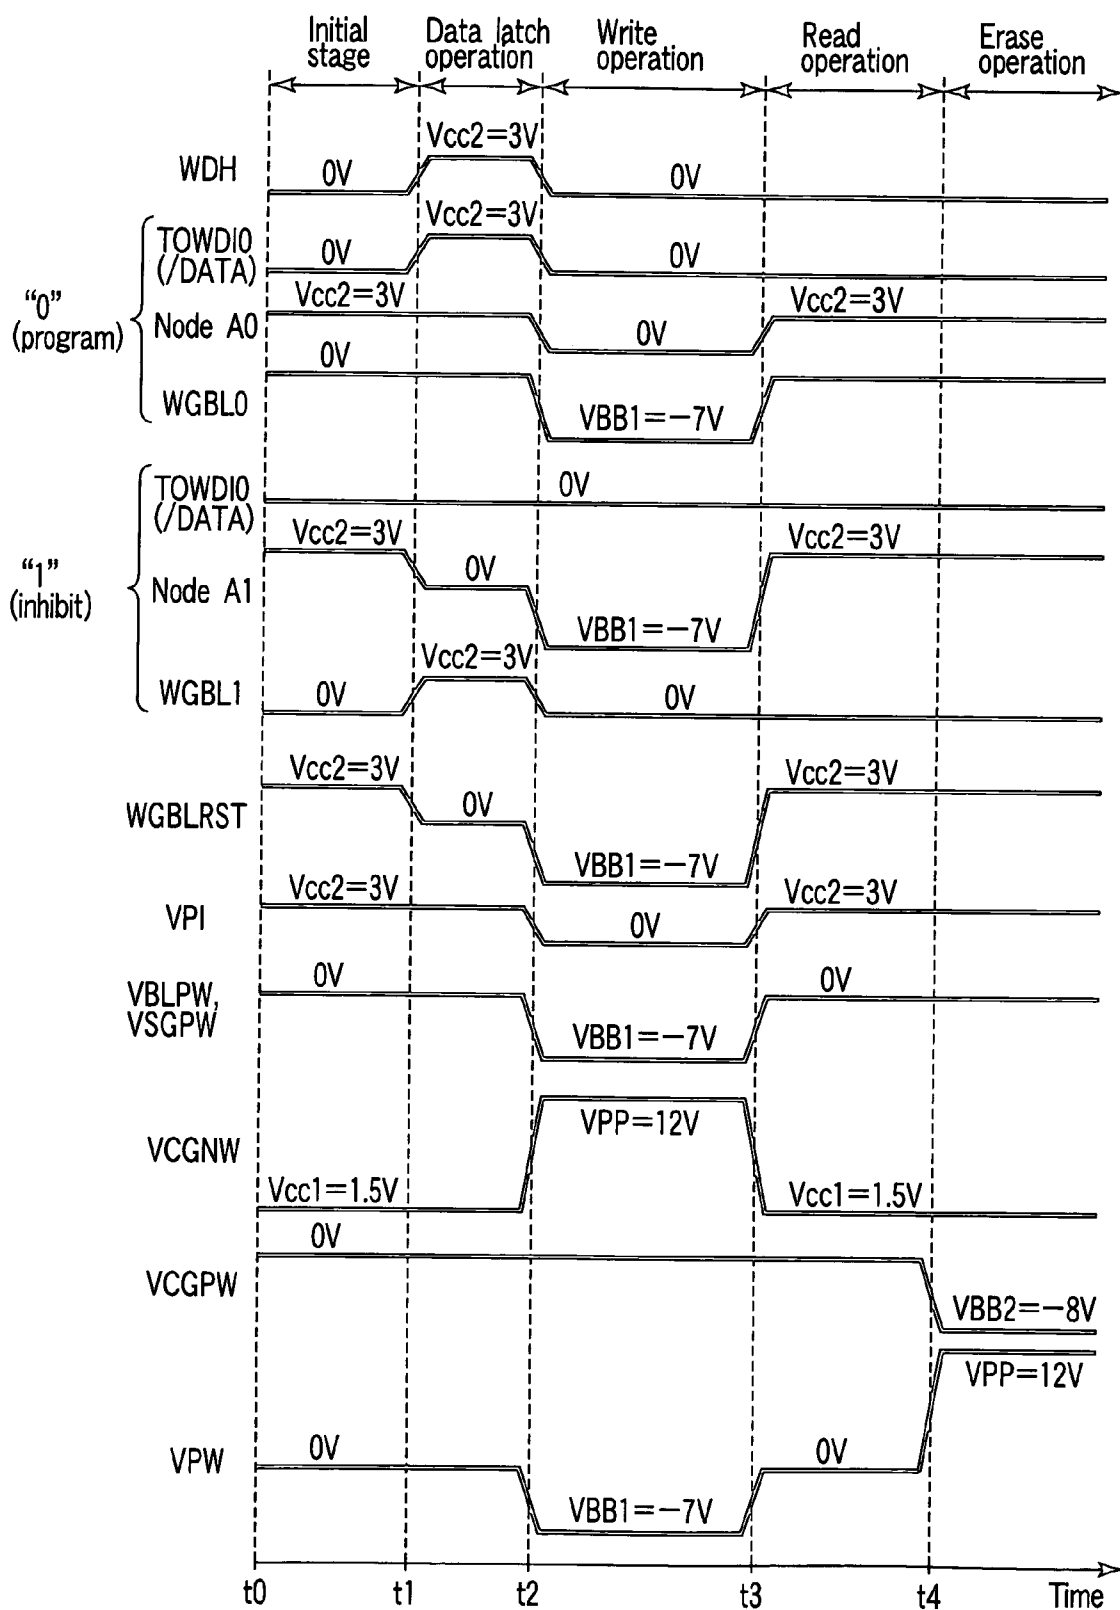 Initial stage
Data latch operation
Write operation
Read operation
Erase operation
Vcc2=3V
WDH
0V
0V
Vcc2=3V
TOWDI0
(/DATA)
0V
0V
"0"
(program)
Vcc2=3V
Vcc2=3V
Node A0
0V
0V
WGBL0
VBB1=-7V
TOWDI0
(/DATA)
0V
"1"
(inhibit)
Vcc2=3V
Vcc2=3V
Node A1
0V
VBB1=-7V
Vcc2=3V
WGBL1
0V
0V
Vcc2=3V
Vcc2=3V
WGBLRST
0V
VBB1=-7V
Vcc2=3V
Vcc2=3V
VPI
0V
0V
0V
VBLPW,
VSGPW
VBB1=-7V
VPP=12V
VCGNW
Vcc1=1.5V
Vcc1=1.5V
0V
VCGPW
VBB2=-8V
VPP=12V
VPW
0V
0V
VBB1=-7V
t0
t1
t2
t3
t4
Time